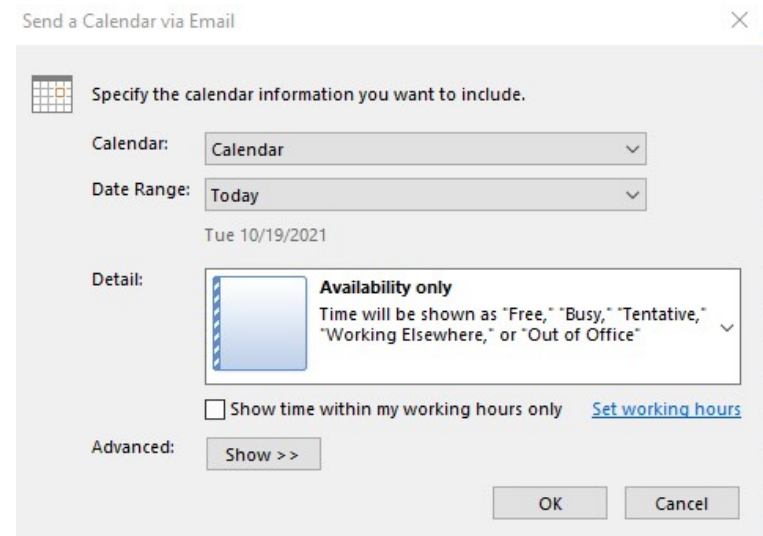 Send a Calendar via Email
Specify the calendar information you want to include.
Calendar: Calendar
Date Range: Today
Tue 10/19/2021
Detail: Availability only
Time will be shown as "Free," "Busy," "Tentative,"
"Working Elsewhere," or "Out of Office"
Show time within my working hours only Set working hours
Advanced: Show >>
OK Cancel